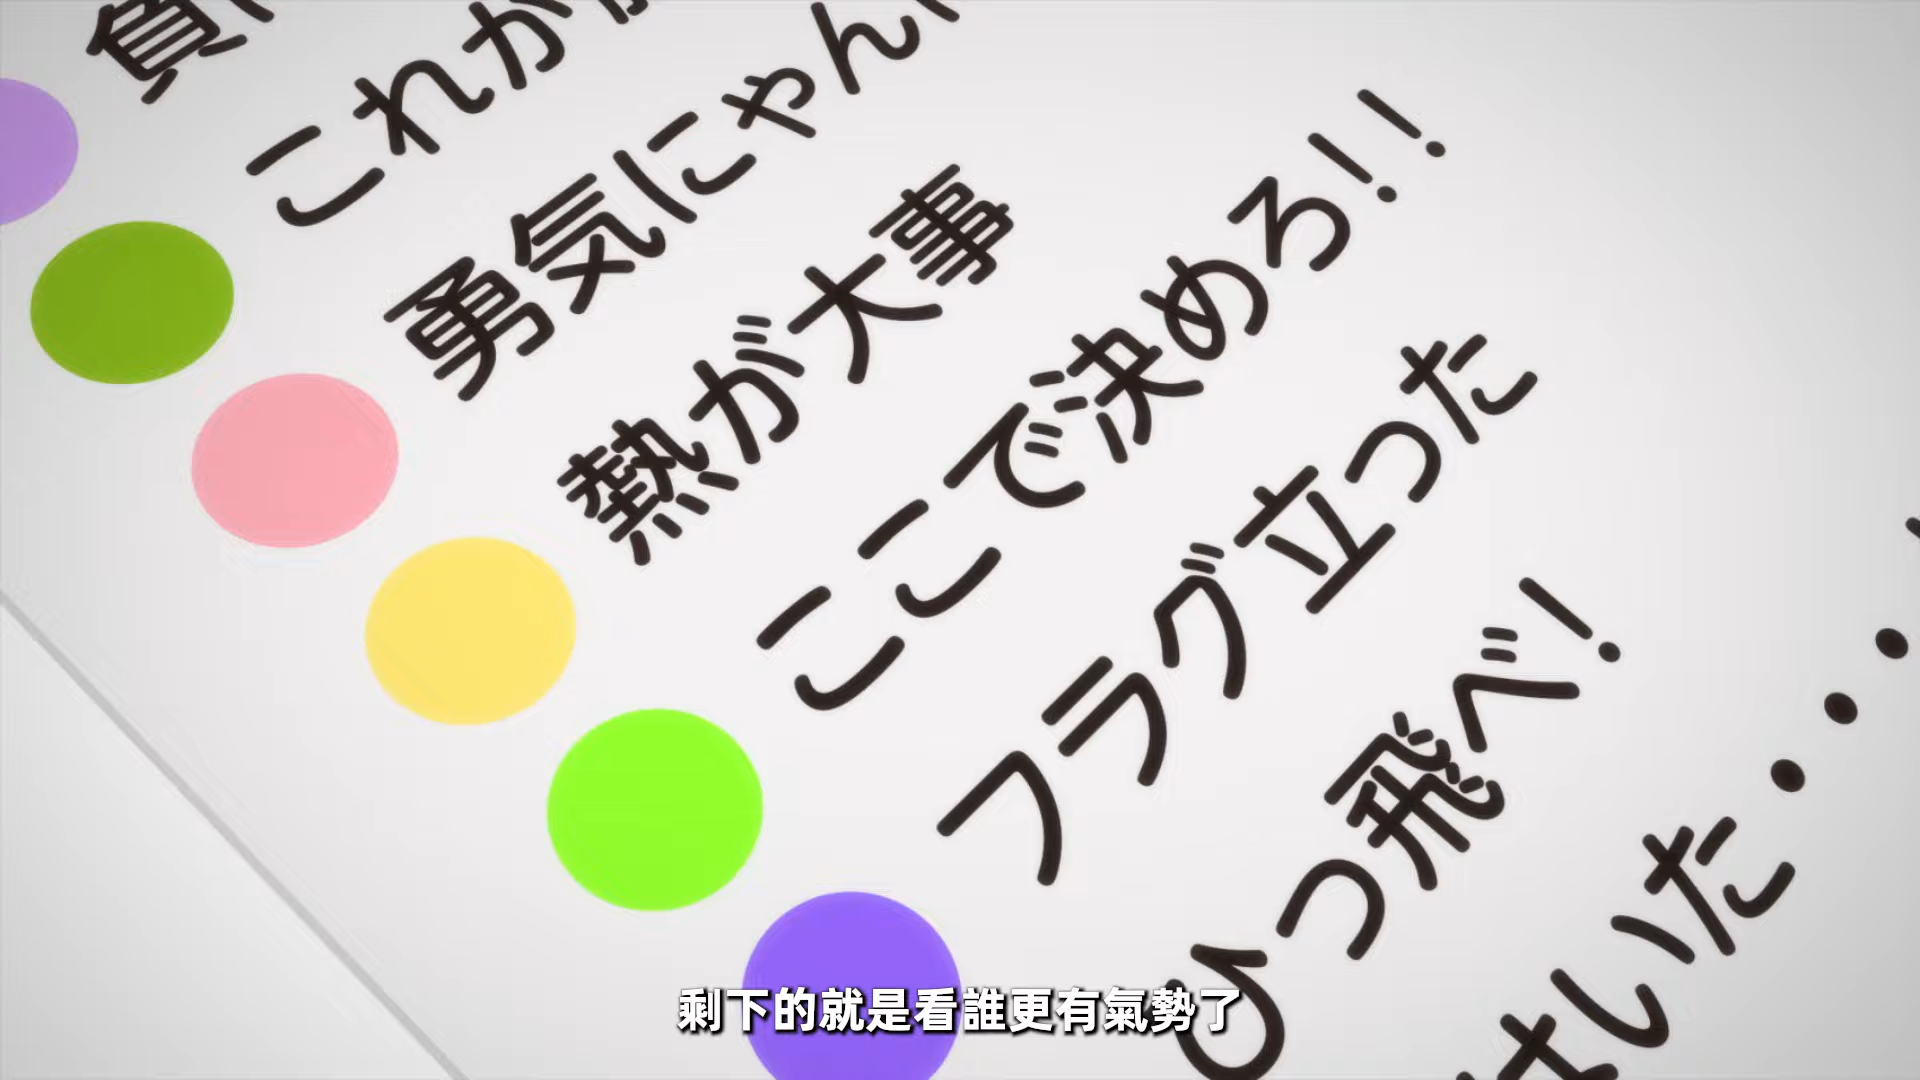 負
これが
勇気にゃん
熱が大事
ここで決めろ!!
フラグ立った
ひっ飛べ!
はいた・・・・
剩下的就是看誰更有氣勢了